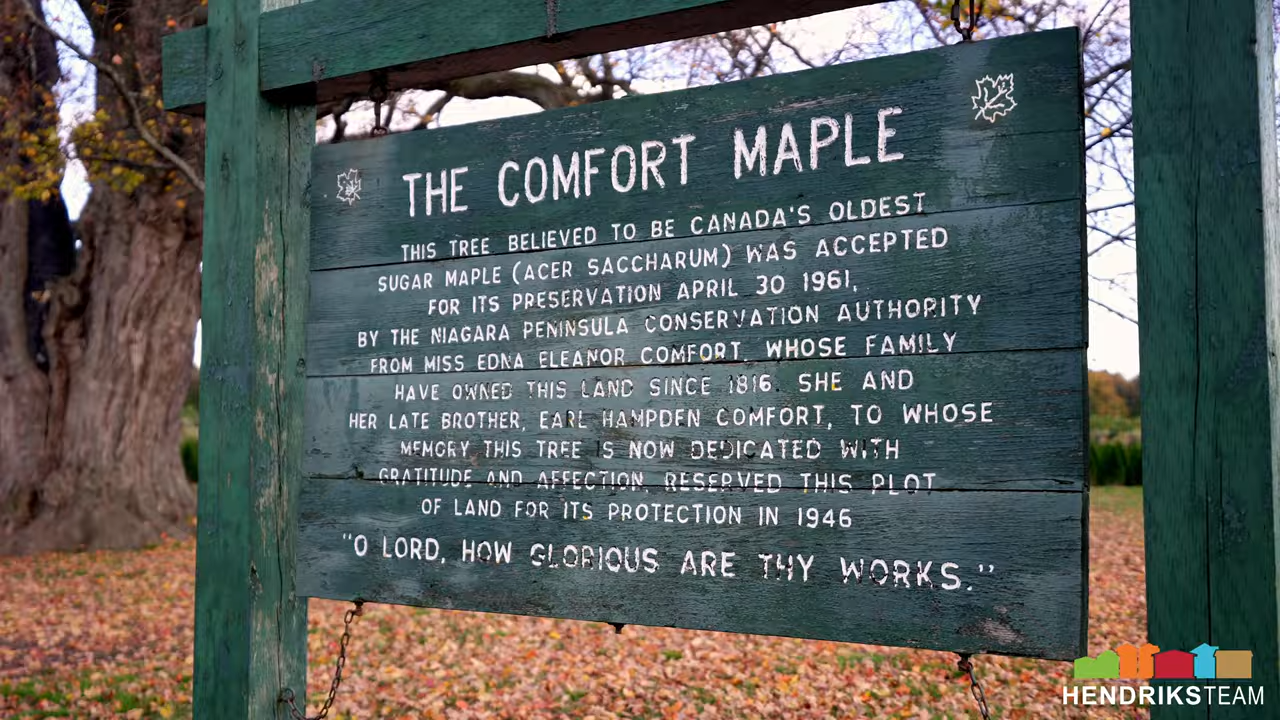 THE COMFORT MAPLE
THIS TREE BELIEVED TO BE CANADA'S OLDEST
SUGAR MAPLE (ACER SACCHARUM) WAS ACCEPTED
FOR ITS PRESERVATION APRIL 30 1961,
BY THE NIAGARA PENINSULA CONSERVATION AUTHORITY
FROM MISS EDNA ELEANOR COMFORT. WHOSE FAMILY
HAVE OWNED THIS LAND SINCE 1816. SHE AND
HER LATE BROTHER, EARL HAMPDEN COMFORT, TO WHOSE
MEMORY THIS TREE IS NOW DEDICATED WITH
GRATITUDE AND AFFECTION, RESERVED THIS PLOT
OF LAND FOR ITS PROTECTION IN 1946
"O LORD, HOW GLORIOUS ARE THY WORKS."
HENDRIKSTEAM